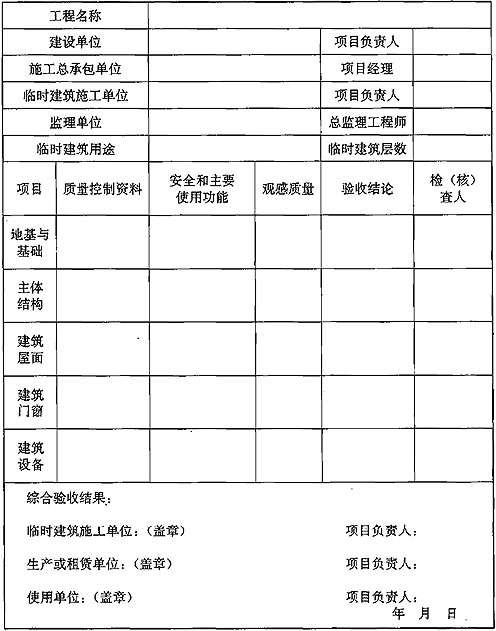 工程名称
建设单位 项目负责人
施工总承包单位 项目经理
临时建筑施工单位 项目负责人
监理单位 总监理工程师
临时建筑用途 临时建筑层数
项目 质量控制资料 安全和主要使用功能 观感质量 验收结论 检（核）查人
地基与
基础
主体
结构
建筑
屋面
建筑
门窗
建筑
设备
综合验收结果：
临时建筑施工单位：（盖章） 项目负责人：
生产或租赁单位：（盖章） 项目负责人：
使用单位：（盖章） 项目负责人：
年 月 日